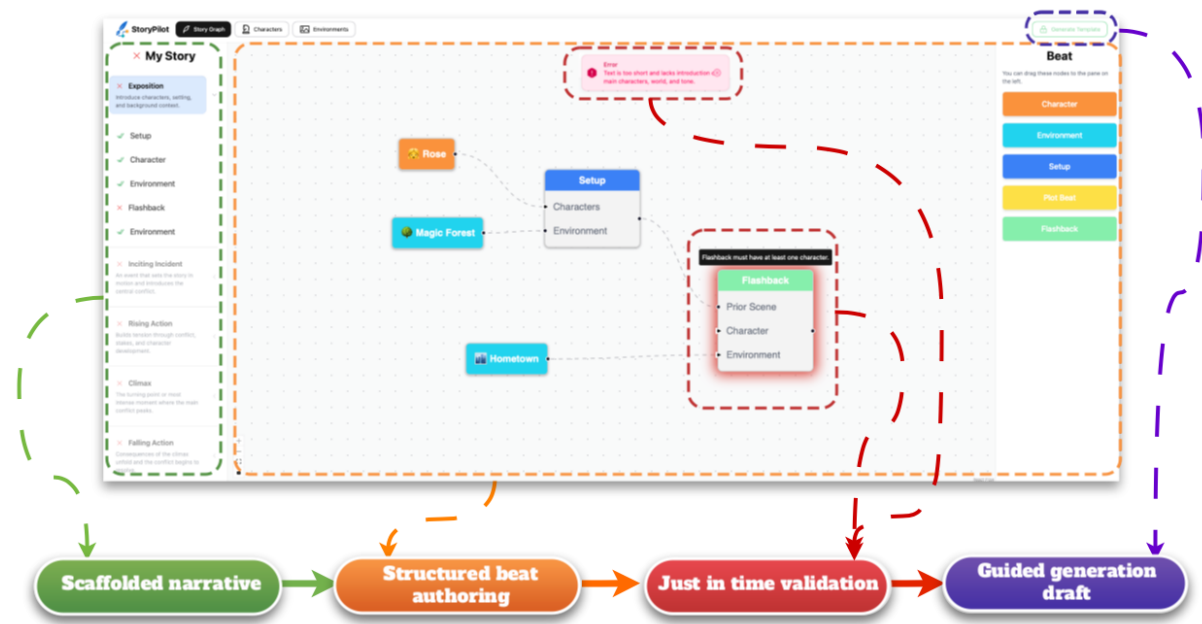 StoryPilot
Story Graph
Characters
Environments
Generate Template
My Story
Exposition
Introduce characters, setting,
and background context.
Setup
Character
Environment
Flashback
Environment
Inciting Incident
An event that sets the story in
motion and introduces the
central conflict.
Rising Action
Builds tension through conflict,
stakes, and character
development.
Climax
The turning point or most
intense moment where the main
conflict peaks.
Falling Action
Consequences of the climax
unfold and the conflict begins to
Error
Text is too short and lacks introduction
main characters, world, and tone.
Rose
Magic Forest
Hometown
Setup
Characters
Environment
Flashback must have at least one character.
Flashback
Prior Scene
Character
Environment
Beat
You can drag these nodes to the pane on
the left.
Character
Environment
Setup
Plot Beat
Flashback
Scaffolded narrative
Structured beat
authoring
Just in time validation
Guided generation
draft